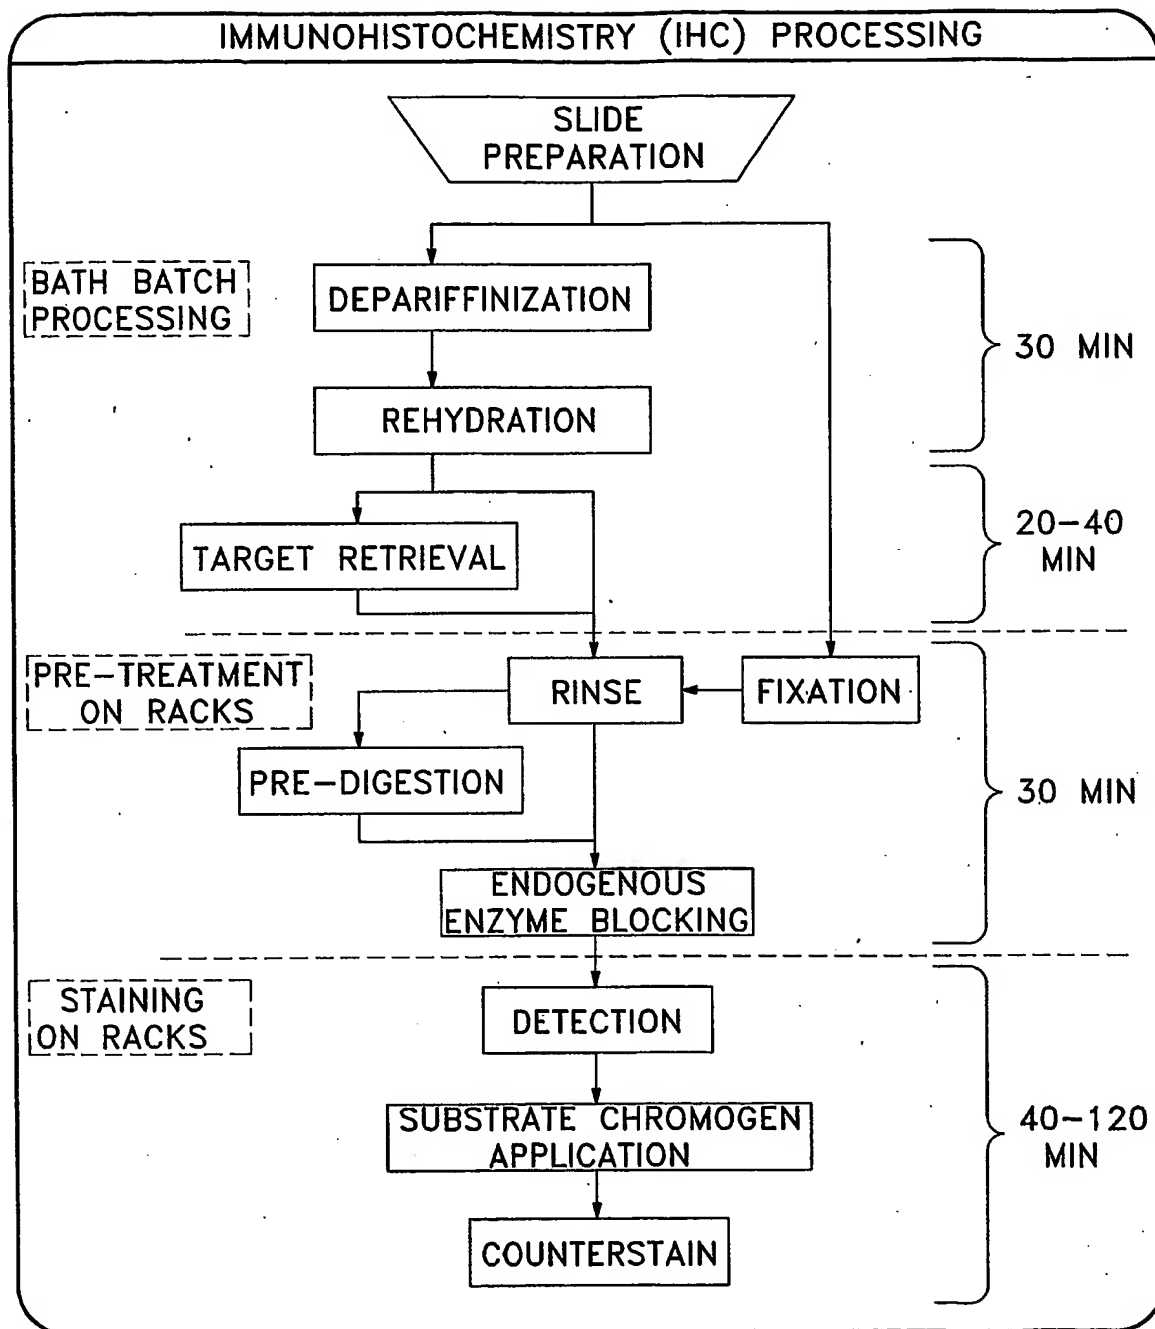 IMMUNOHISTOCHEMISTRY (IHC) PROCESSING
SLIDE
PREPARATION
BATH BATCH
PROCESSING
DEPARIFFINIZATION
30 MIN
REHYDRATION
20-40
MIN
TARGET RETRIEVAL
PRE-TREATMENT
ON RACKS
RINSE
FIXATION
PRE-DIGESTION
30 MIN
ENDOGENOUS
ENZYME BLOCKING
STAINING
ON RACKS
DETECTION
SUBSTRATE CHROMOGEN
APPLICATION
40-120
MIN
COUNTERSTAIN